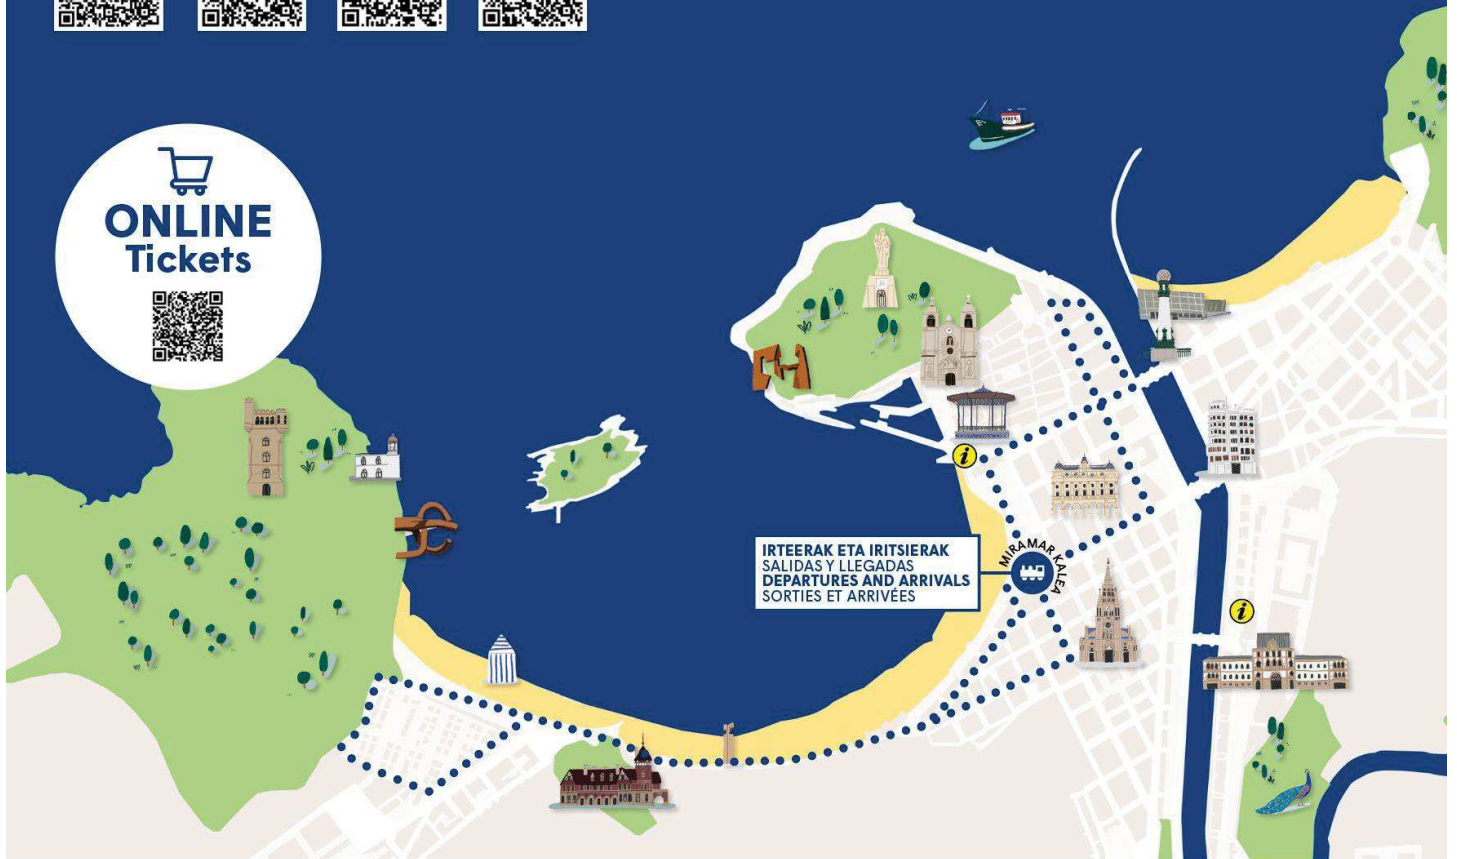 ONLINE
Tickets
IRTEERAK ETA IRITSIERAK
SALIDAS Y LLEGADAS
DEPARTURES AND ARRIVALS
SORTIES ET ARRIVÉES
MIRAMAR KALEA
i
i